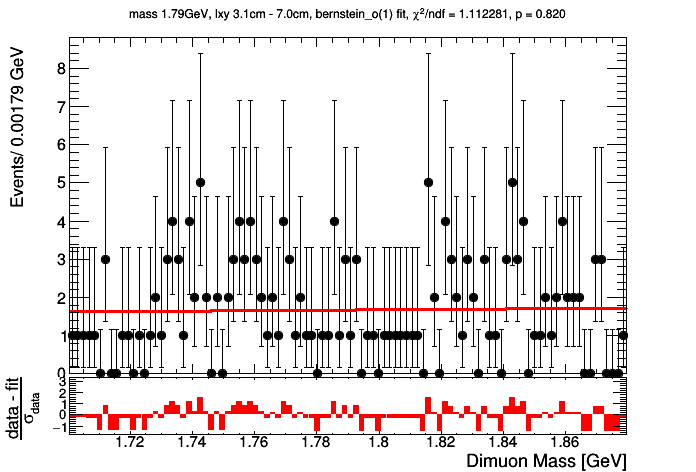 mass 1.79GeV, lxy 3.1cm - 7.0cm, bernstein_o(1) fit, χ²/ndf = 1.112281, p = 0.820
Events/ 0.00179 GeV
8
7
6
5
4
3
2
1
0
data - fit
σdata
3
2
1
0
−1
1.72 1.74 1.76 1.78 1.8 1.82 1.84 1.86
Dimuon Mass [GeV]